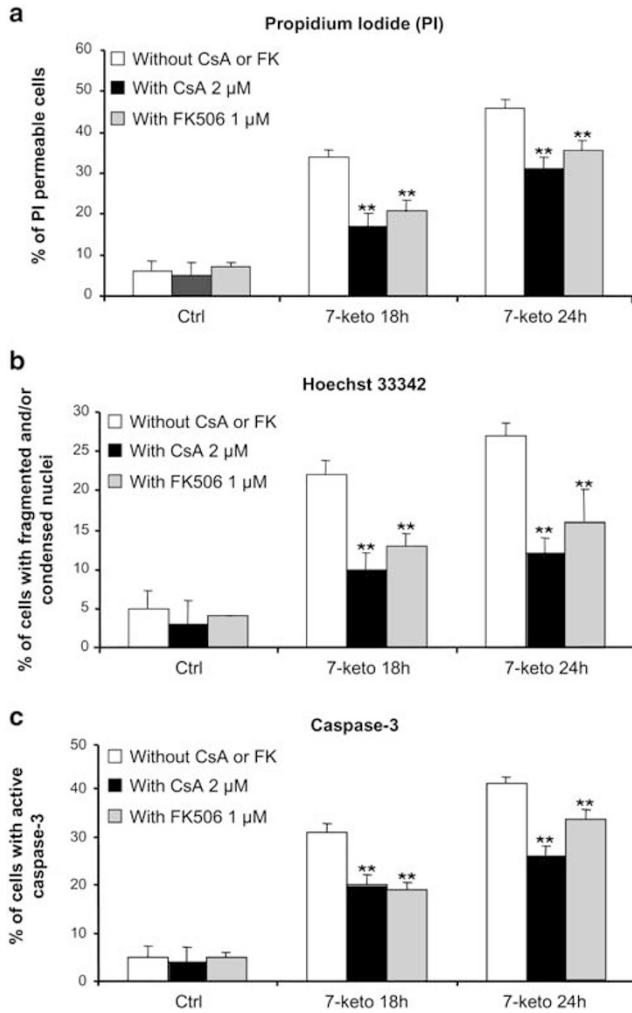 a
Propidium Iodide (PI)
% of PI permeable cells
60
50
40
30
20
10
0
Without CsA or FK
With CsA 2 µM
With FK506 1 µM
** **
** **
Ctrl 7-keto 18h 7-keto 24h
b
Hoechst 33342
% of cells with fragmented and/or
condensed nuclei
30
25
20
15
10
5
0
Without CsA or FK
With CsA 2 µM
With FK506 1 µM
** **
** **
Ctrl 7-keto 18h 7-keto 24h
c
Caspase-3
% of cells with active
caspase-3
50
40
30
20
10
0
Without CsA or FK
With CsA 2 µM
With FK506 1 µM
** **
** **
Ctrl 7-keto 18h 7-keto 24h